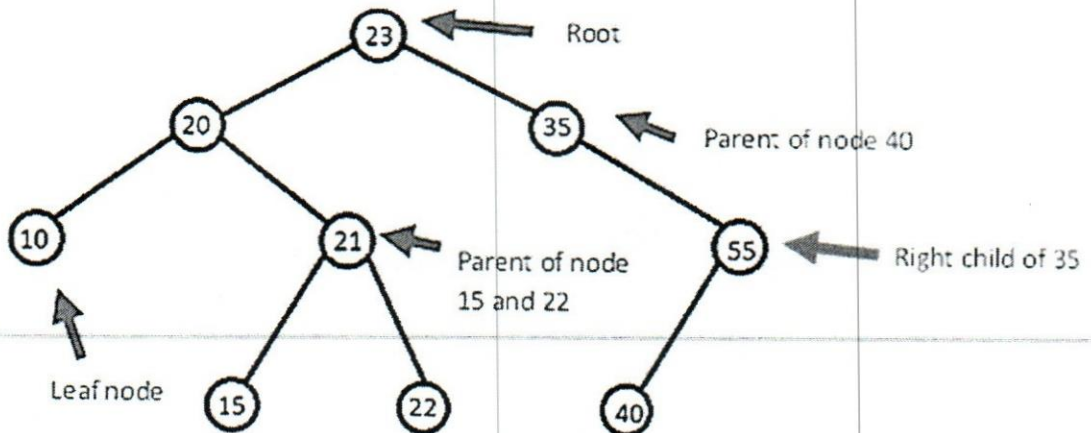 23
Root
20
35
Parent of node 40
10
21
55
Parent of node
15 and 22
Right child of 35
Leaf node
15
22
40